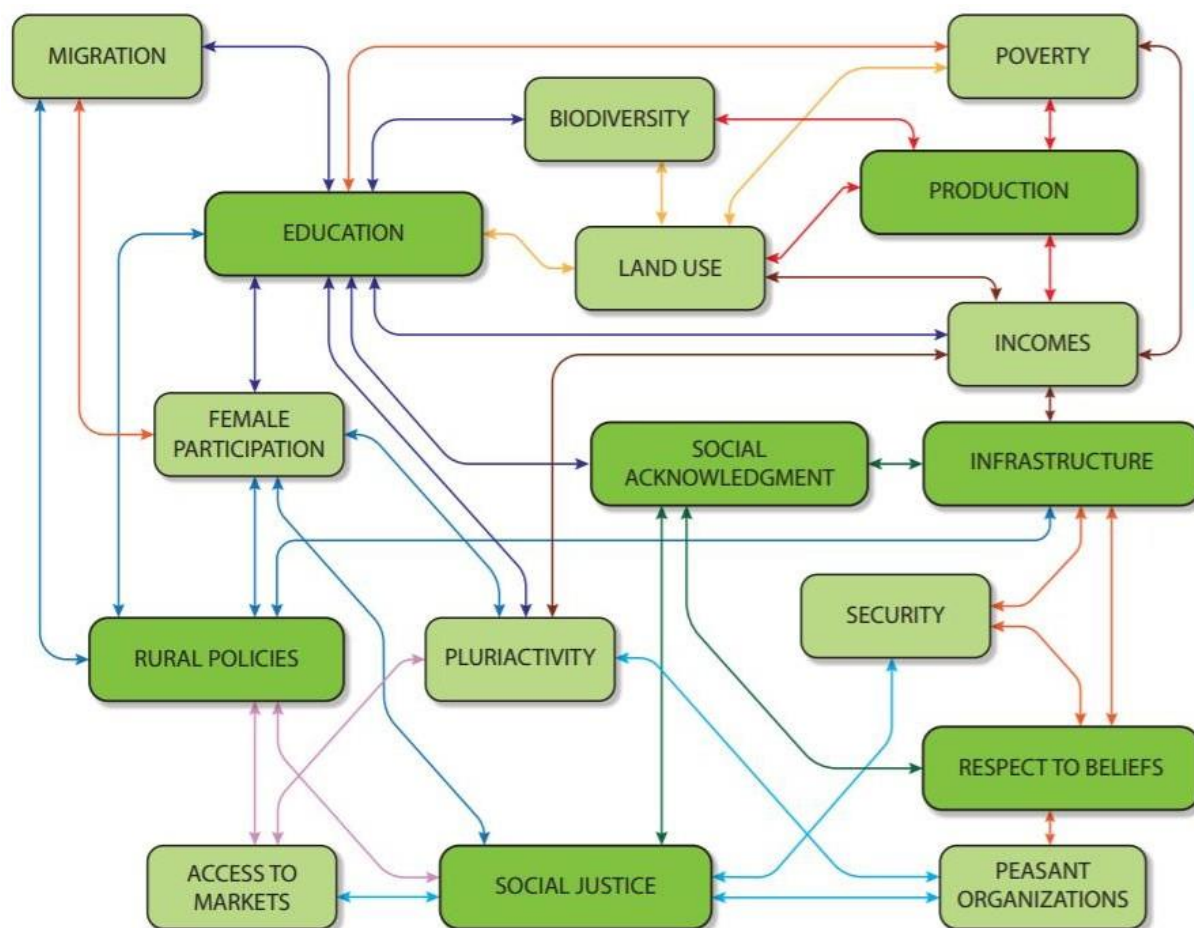 MIGRATION
POVERTY
BIODIVERSITY
PRODUCTION
EDUCATION
LAND USE
INCOMES
FEMALE
PARTICIPATION
SOCIAL
ACKNOWLEDGMENT
INFRASTRUCTURE
SECURITY
RURAL POLICIES
PLURIACTIVITY
RESPECT TO BELIEFS
ACCESS TO
MARKETS
SOCIAL JUSTICE
PEASANT
ORGANIZATIONS